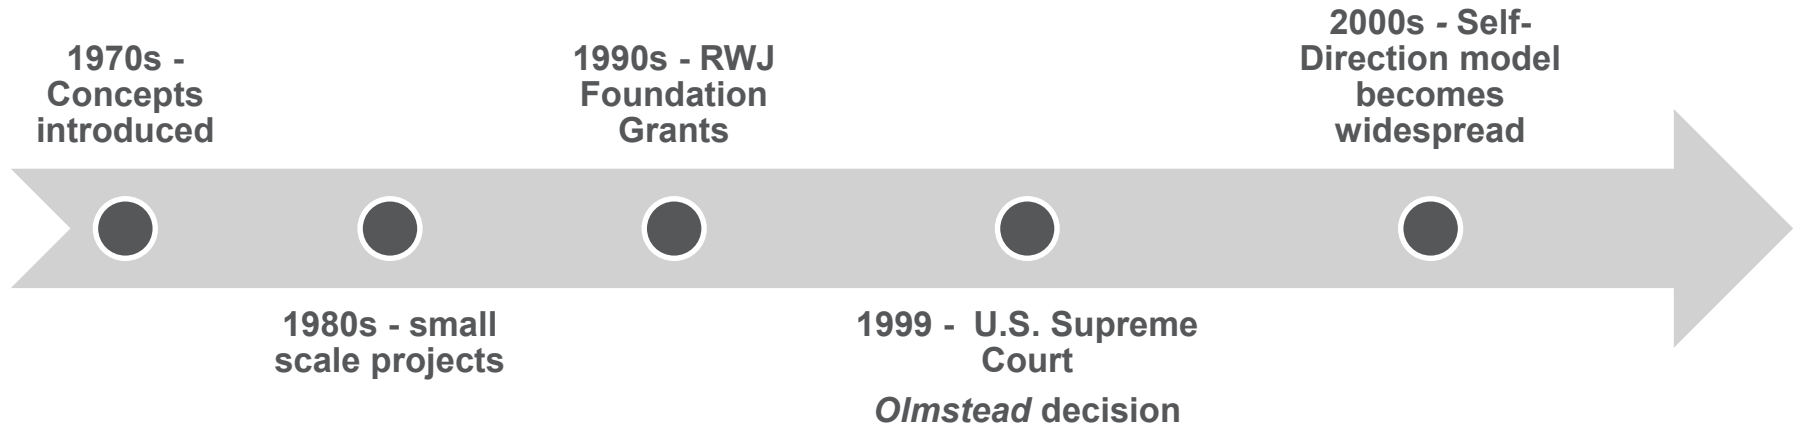 1970s -
Concepts
introduced
1980s - small
scale projects
1990s - RWJ
Foundation
Grants
1999 -  U.S. Supreme
Court
Olmstead decision
2000s - Self-
Direction model
becomes
widespread